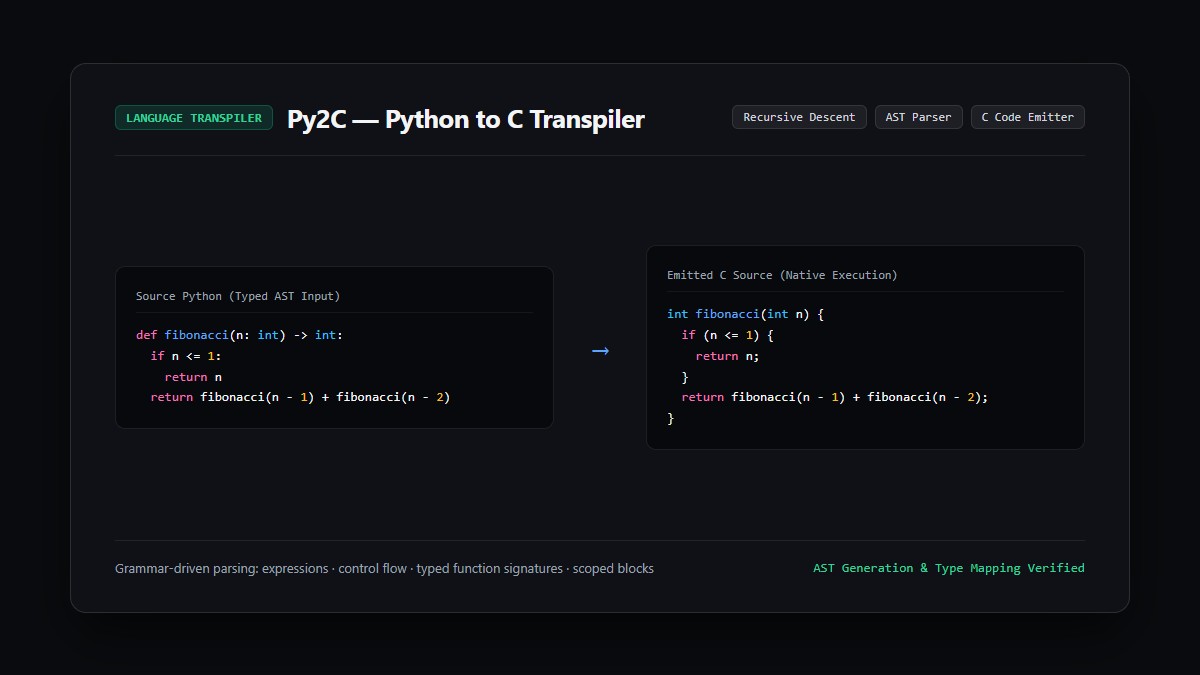 LANGUAGE TRANSPILER
Py2C — Python to C Transpiler
Recursive Descent
AST Parser
C Code Emitter
Source Python (Typed AST Input)
def fibonacci(n: int) -> int:
  if n <= 1:
    return n
  return fibonacci(n - 1) + fibonacci(n - 2)
→
Emitted C Source (Native Execution)
int fibonacci(int n) {
  if (n <= 1) {
    return n;
  }
  return fibonacci(n - 1) + fibonacci(n - 2);
}
Grammar-driven parsing: expressions · control flow · typed function signatures · scoped blocks
AST Generation & Type Mapping Verified